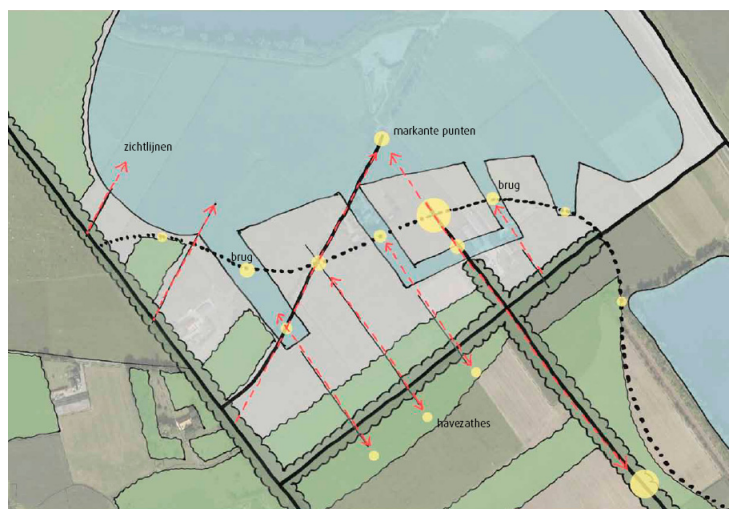 markante punten
zichtlijnen
brug
brug
havezathes